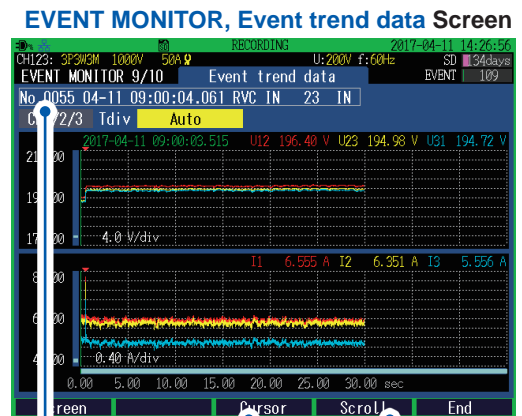 EVENT MONITOR, Event trend data Screen
RECORDING 2017-04-11 14:26:56
CH123: 3P3W3M 1000V 50A U:200V f:60Hz SD 134days
EVENT MONITOR 9/10 Event trend data EVENT 109
No 0055 04-11 09:00:04.061 RVC IN 23 IN
2/3 Tdiv Auto
2017-04-11 09:00:03.515 U12 196.40 V U23 194.98 V U31 194.72 V
4.0 V/div
I1 6.555 A I2 6.351 A I3 5.556 A
0.40 A/div
0.00 5.00 10.00 15.00 20.00 25.00 30.00 sec
Cursor Scroll End